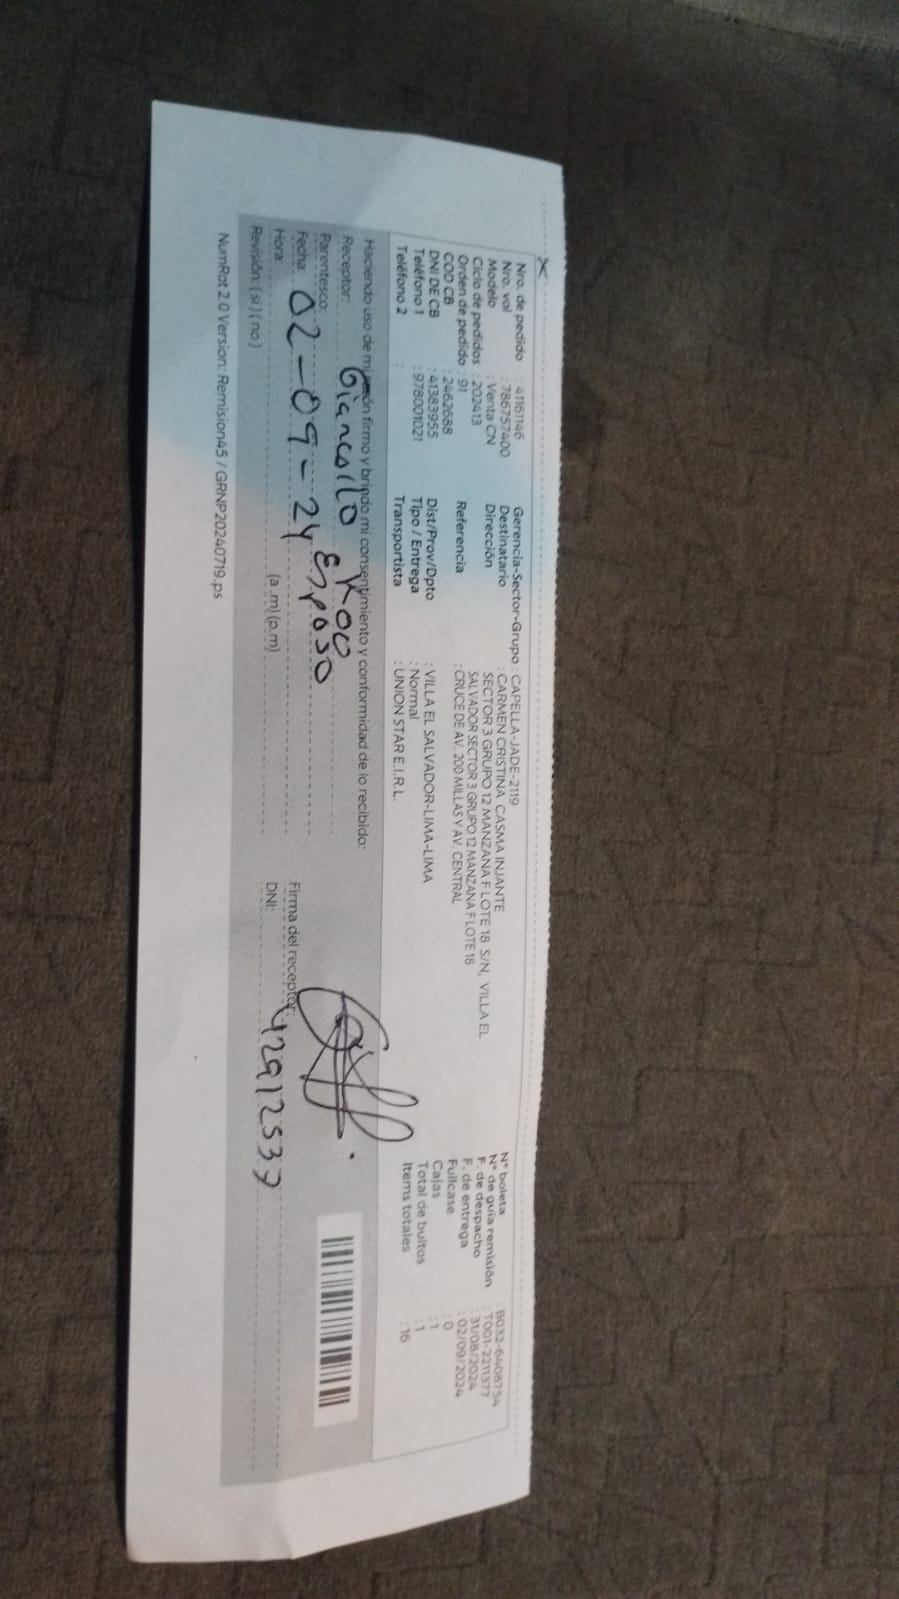 Nro. de pedido : 41161146
Nro. vol : 786757400
Modelo : Venta CN
Ciclo de pedidos : 202413
Orden de pedido : 91
COD CB : 2462688
DNI DE CB : 41383955
Teléfono 1 : 978001021
Teléfono 2 :
Gerencia-Sector-Grupo : CAPELLA-JADE-2119
Destinatario : CARMEN CRISTINA CASMA INJANTE
Dirección : SECTOR 3 GRUPO 12 MANZANA F LOTE 18 S/N, VILLA EL
SALVADOR SECTOR 3 GRUPO 12 MANZANA F LOTE 18
Referencia : CRUCE DE AV. 200 MILLAS Y AV. CENTRAL
Dist/Prov/Dpto : VILLA EL SALVADOR-LIMA-LIMA
Tipo / Entrega : Normal
Transportista : UNION STAR E.I.R.L.
N° boleta : B032-6408754
N° de guía remisión : T001-2211377
F. de despacho : 31/08/2024
F. de entrega : 02/09/2024
Fullcase : 0
Cajas : 1
Total de bultos : 1
Items totales : 16
Haciendo uso de mi razón firmo y brindo mi consentimiento y conformidad de lo recibido:
Receptor: Giancarlo
Parentesco: Esposo
Fecha: 02-09-24
Hora: (a.m) (p.m)
Revisión: (si) (no)
Firma del receptor:
DNI: 42912537
NumRot 2.0 Version: Remision45 / GRNP20240719.ps